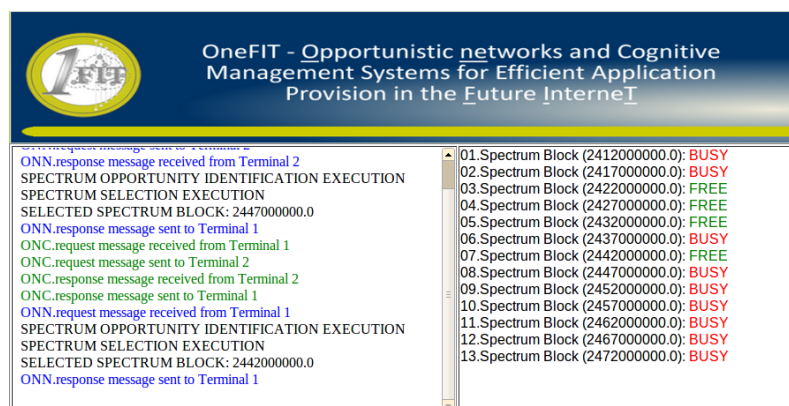 1
FIT
OneFIT - Opportunistic networks and Cognitive
Management Systems for Efficient Application
Provision in the Future InterneT
ONN.request message sent to Terminal 2
ONN.response message received from Terminal 2
SPECTRUM OPPORTUNITY IDENTIFICATION EXECUTION
SPECTRUM SELECTION EXECUTION
SELECTED SPECTRUM BLOCK: 2447000000.0
ONN.response message sent to Terminal 1
ONC.request message received from Terminal 1
ONC.request message sent to Terminal 2
ONC.response message received from Terminal 2
ONC.response message sent to Terminal 1
ONN.request message received from Terminal 1
SPECTRUM OPPORTUNITY IDENTIFICATION EXECUTION
SPECTRUM SELECTION EXECUTION
SELECTED SPECTRUM BLOCK: 2442000000.0
ONN.response message sent to Terminal 1
01.Spectrum Block (2412000000.0): BUSY
02.Spectrum Block (2417000000.0): BUSY
03.Spectrum Block (2422000000.0): FREE
04.Spectrum Block (2427000000.0): FREE
05.Spectrum Block (2432000000.0): FREE
06.Spectrum Block (2437000000.0): BUSY
07.Spectrum Block (2442000000.0): FREE
08.Spectrum Block (2447000000.0): BUSY
09.Spectrum Block (2452000000.0): BUSY
10.Spectrum Block (2457000000.0): BUSY
11.Spectrum Block (2462000000.0): BUSY
12.Spectrum Block (2467000000.0): BUSY
13.Spectrum Block (2472000000.0): BUSY